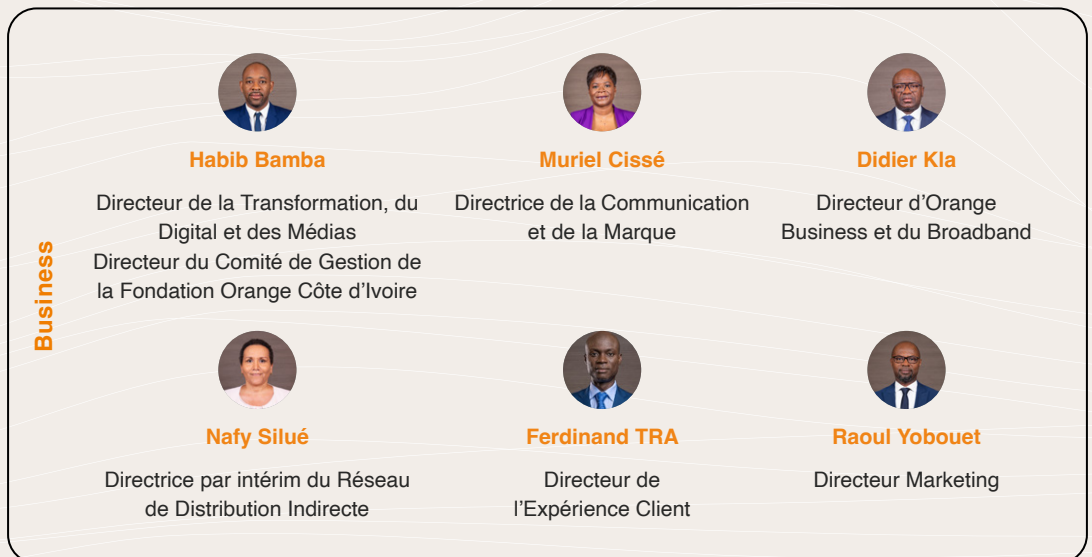 Business
Habib Bamba
Directeur de la Transformation, du
Digital et des Médias
Directeur du Comité de Gestion de
la Fondation Orange Côte d’Ivoire
Muriel Cissé
Directrice de la Communication
et de la Marque
Didier Kla
Directeur d’Orange
Business et du Broadband
Nafy Silué
Directrice par intérim du Réseau
de Distribution Indirecte
Ferdinand TRA
Directeur de
l’Expérience Client
Raoul Yobouet
Directeur Marketing